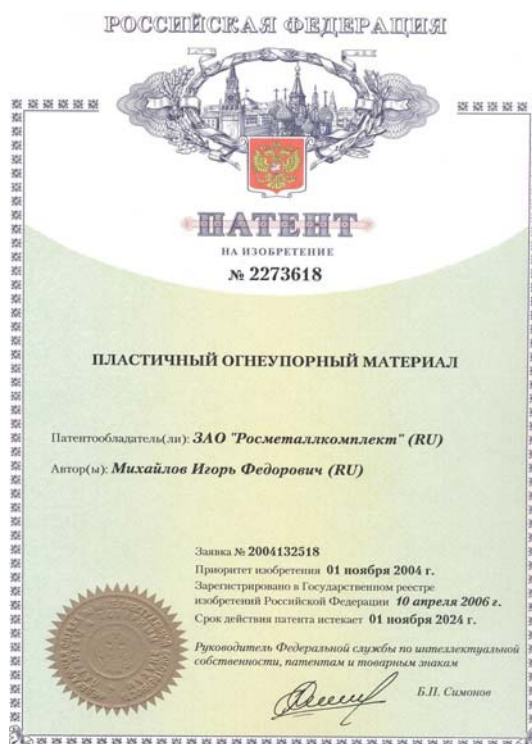 РОССИЙСКАЯ ФЕДЕРАЦИЯ
ПАТЕНТ
НА ИЗОБРЕТЕНИЕ
№ 2273618
ПЛАСТИЧНЫЙ ОГНЕУПОРНЫЙ МАТЕРИАЛ
Патентообладатель(ли): ЗАО "Росметаллкомплект" (RU)
Автор(ы): Михайлов Игорь Федорович (RU)
Заявка № 2004132518
Приоритет изобретения 01 ноября 2004 г.
Зарегистрировано в Государственном реестре
изобретений Российской Федерации 10 апреля 2006 г.
Срок действия патента истекает 01 ноября 2024 г.
Руководитель Федеральной службы по интеллектуальной
собственности, патентам и товарным знакам
Б.П. Симонов